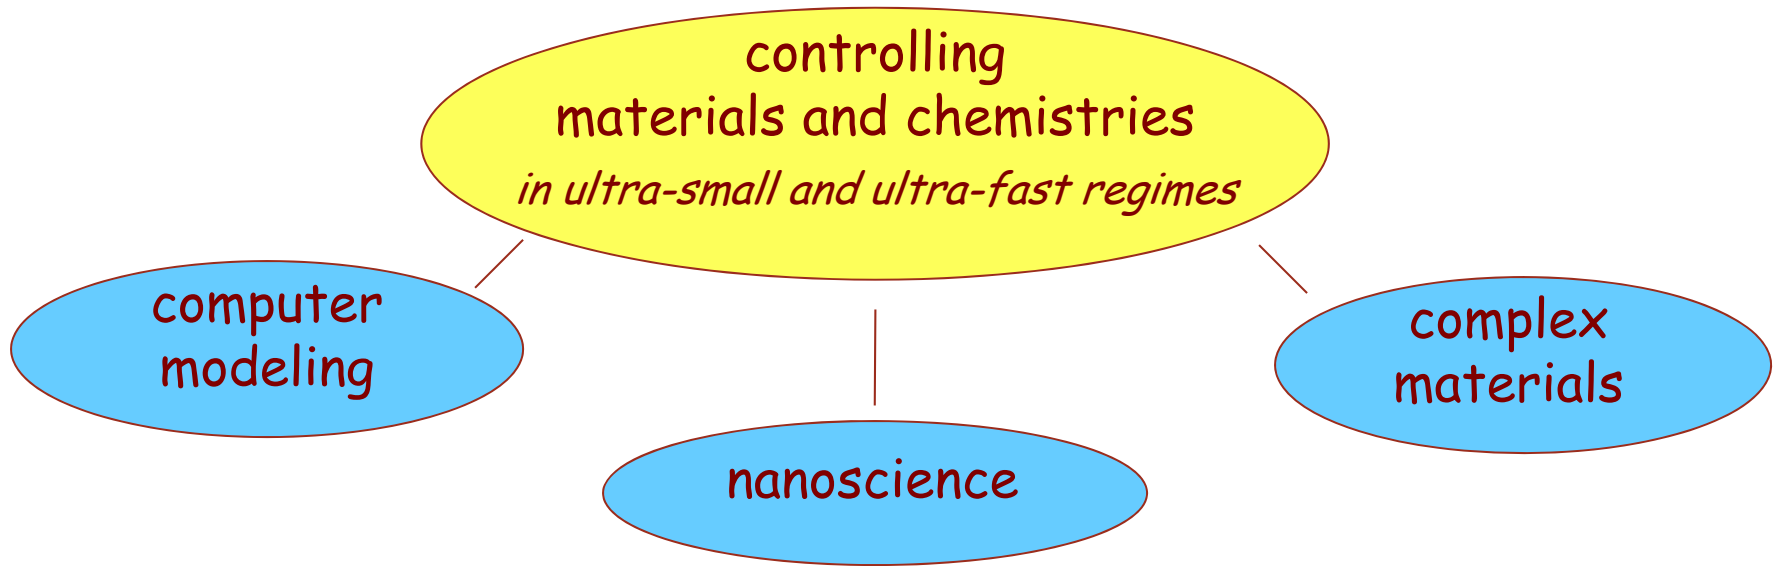 controlling
materials and chemistries
in ultra-small and ultra-fast regimes
computer
modeling
nanoscience
complex
materials